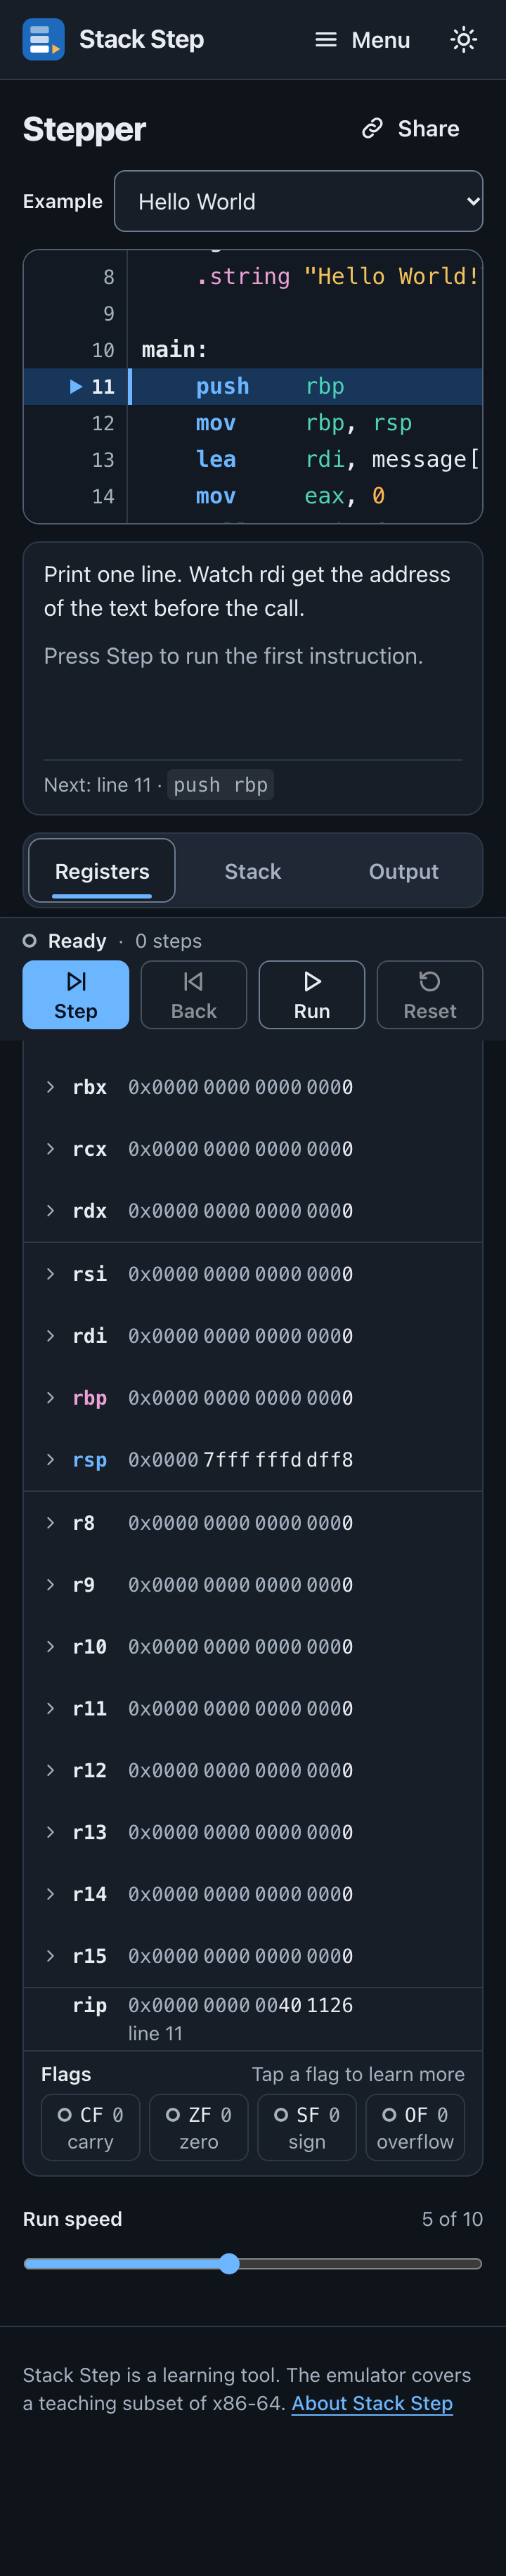 Stack Step
Menu
Stepper
Share
Example
Hello World
8 .string "Hello World!
9
10 main:
11 push rbp
12 mov rbp, rsp
13 lea rdi, message[
14 mov eax, 0
Print one line. Watch rdi get the address
of the text before the call.
Press Step to run the first instruction.
Next: line 11 · push rbp
Registers
Stack
Output
Ready · 0 steps
Step
Back
Run
Reset
rbx 0x0000 0000 0000 0000
rcx 0x0000 0000 0000 0000
rdx 0x0000 0000 0000 0000
rsi 0x0000 0000 0000 0000
rdi 0x0000 0000 0000 0000
rbp 0x0000 0000 0000 0000
rsp 0x0000 7fff fffd dff8
r8 0x0000 0000 0000 0000
r9 0x0000 0000 0000 0000
r10 0x0000 0000 0000 0000
r11 0x0000 0000 0000 0000
r12 0x0000 0000 0000 0000
r13 0x0000 0000 0000 0000
r14 0x0000 0000 0000 0000
r15 0x0000 0000 0000 0000
rip 0x0000 0000 0040 1126
line 11
Flags
Tap a flag to learn more
CF 0
carry
ZF 0
zero
SF 0
sign
OF 0
overflow
Run speed
5 of 10
Stack Step is a learning tool. The emulator covers
a teaching subset of x86-64. About Stack Step